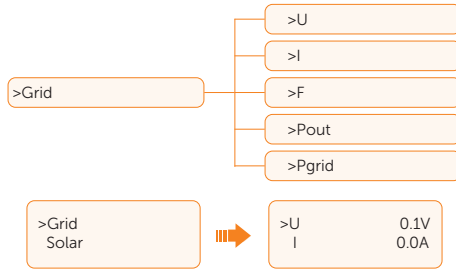 >U
>I
>F
>Pout
>Pgrid
>Grid
>Grid
Solar
>U 0.1V
I 0.0A